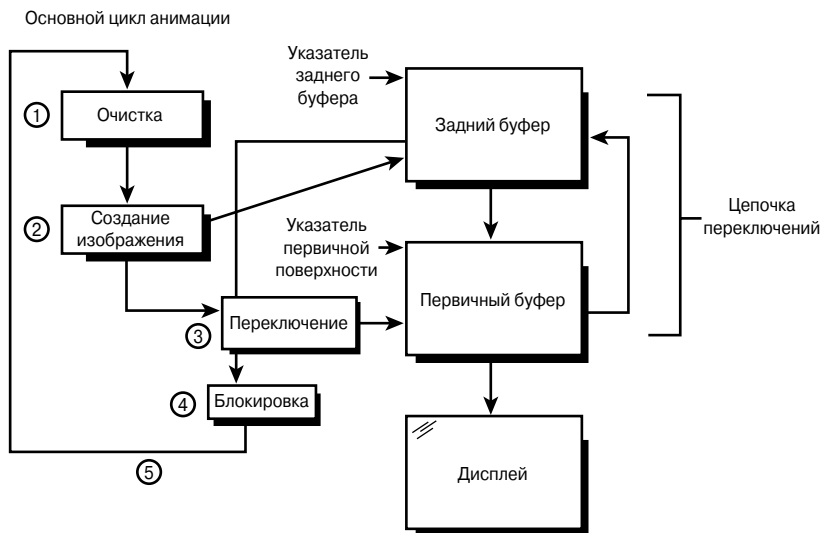 Основной цикл анимации
Указатель
заднего
буфера
1
Очистка
Задний буфер
2
Создание
изображения
Цепочка
переключений
Указатель
первичной
поверхности
Первичный буфер
3
Переключение
4
Блокировка
5
Дисплей